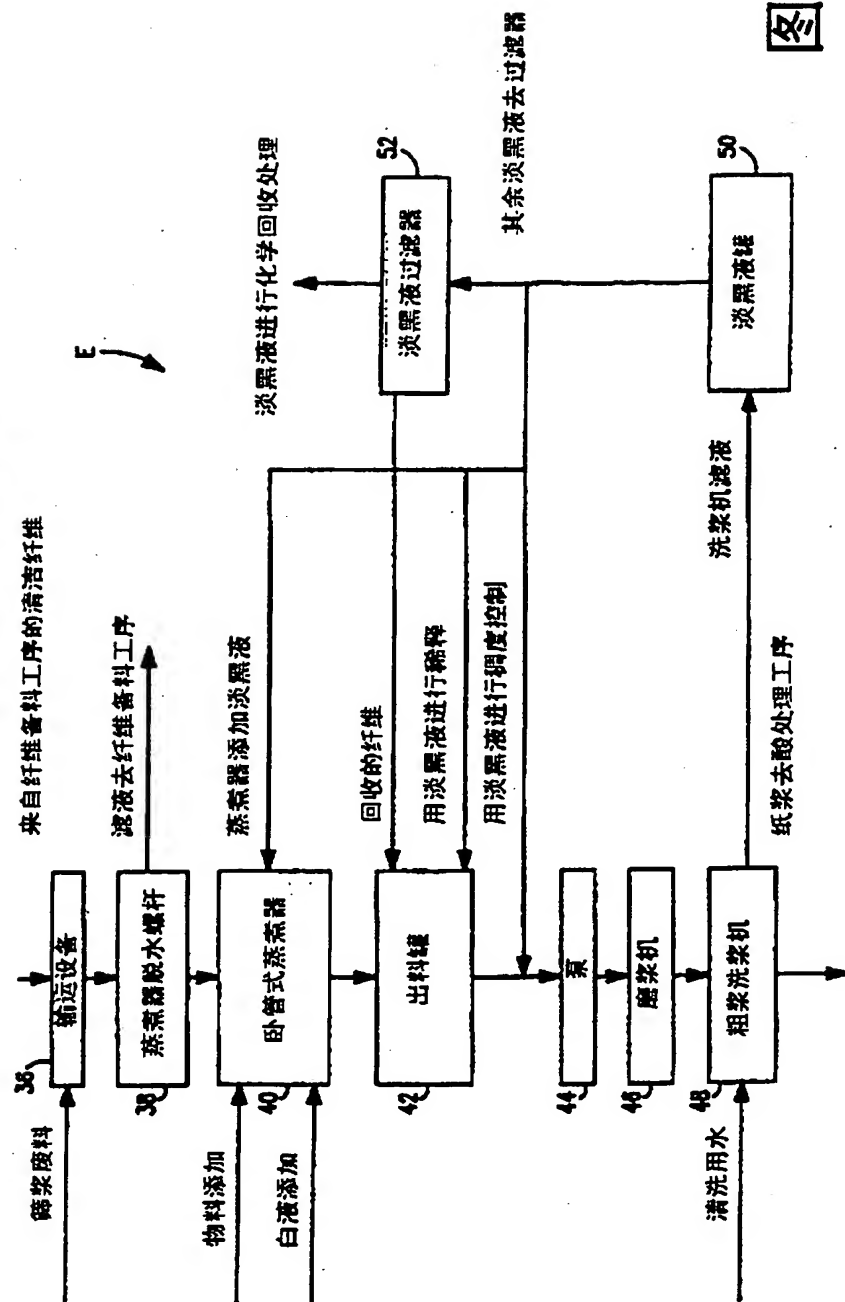 筛浆废料
36
输运设备
来自纤维备料工序的清洁纤维
E
蒸煮器脱水螺杆
38
滤液去纤维备料工序
物料添加
卧管式蒸煮器
40
蒸煮器添加淡黑液
淡黑液进行化学回收处理
白液添加
出料罐
42
回收的纤维
淡黑液过滤器
52
用淡黑液进行稀释
用淡黑液进行稠度控制
其余淡黑液去过滤器
泵
44
磨浆机
46
清洗用水
粗浆洗浆机
48
洗浆机滤液
淡黑液罐
50
纸浆去酸处理工序
图